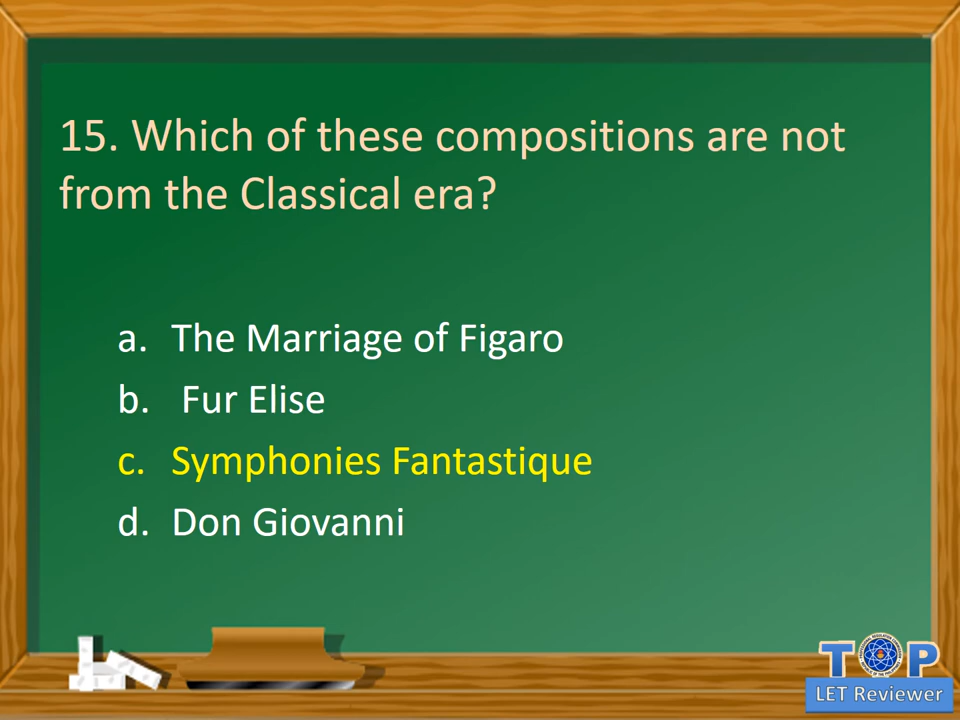 15. Which of these compositions are not
from the Classical era?
a. The Marriage of Figaro
b. Fur Elise
c. Symphonies Fantastique
d. Don Giovanni
TOP
LET Reviewer